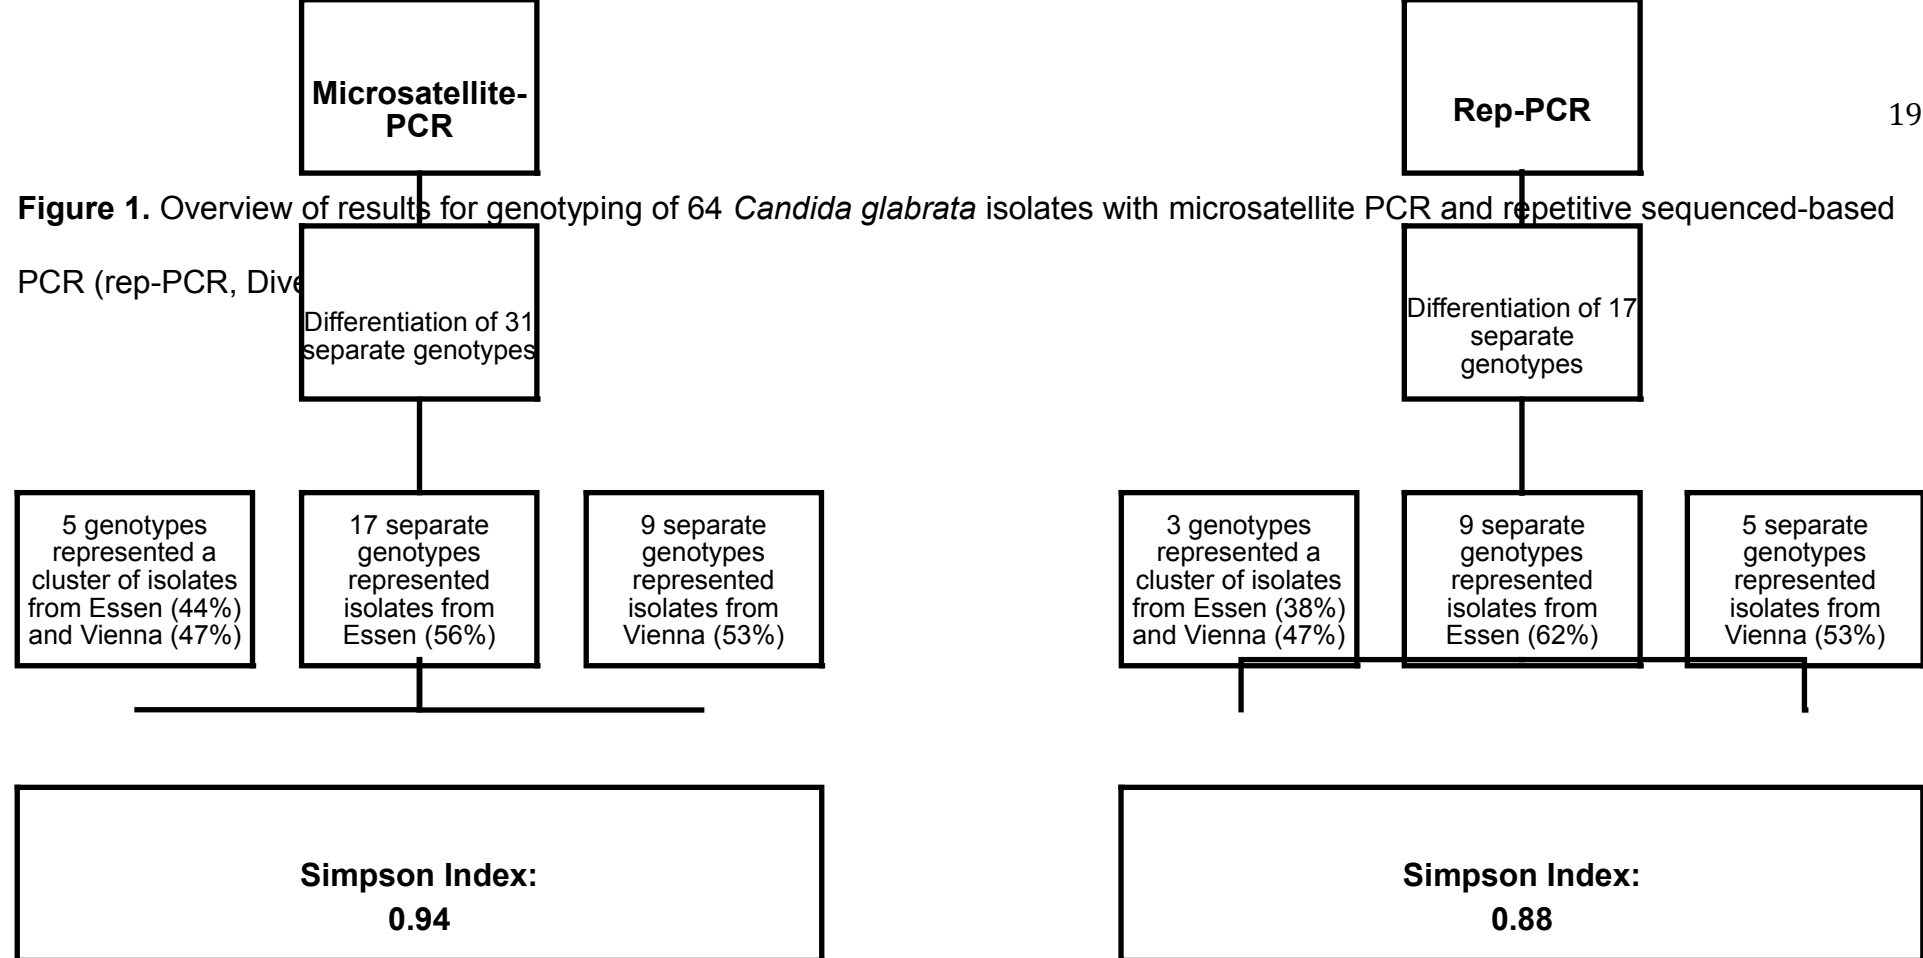 Microsatellite-
PCR
Rep-PCR
19
Figure 1. Overview of results for genotyping of 64 Candida glabrata isolates with microsatellite PCR and repetitive sequenced-based
PCR (rep-PCR,
Differentiation of 31
separate genotypes
Differentiation of 17
separate
genotypes
5 genotypes
represented a
cluster of isolates
from Essen (44%)
and Vienna (47%)
17 separate
genotypes
represented
isolates from
Essen (56%)
9 separate
genotypes
represented
isolates from
Vienna (53%)
3 genotypes
represented a
cluster of isolates
from Essen (38%)
and Vienna (47%)
9 separate
genotypes
represented
isolates from
Essen (62%)
5 separate
genotypes
represented
isolates from
Vienna (53%)
Simpson Index:
0.94
Simpson Index:
0.88